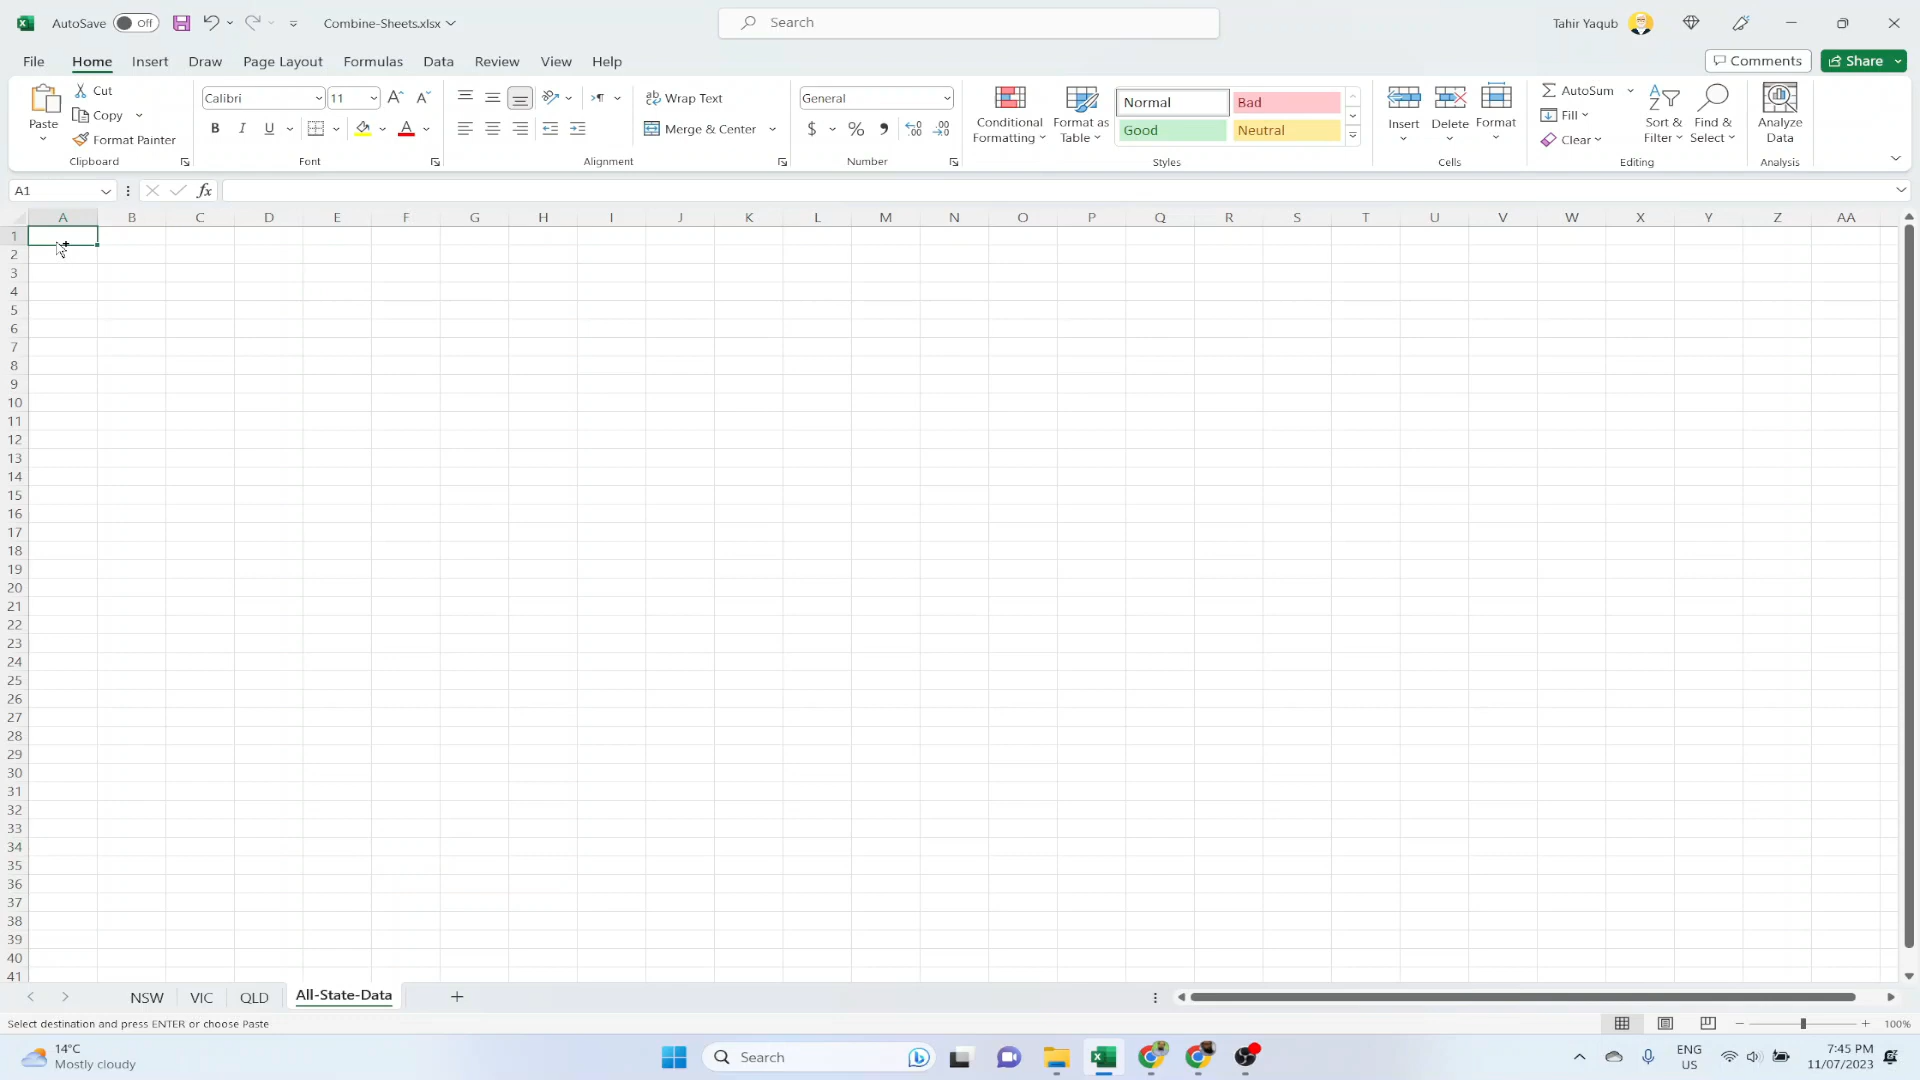 AutoSave Off Combine-Sheets.xlsx Search Tahir Yaqub
File Home Insert Draw Page Layout Formulas Data Review View Help Comments Share
Paste Cut Copy Format Painter Clipboard
Calibri 11 A A B I U A Font
ab Wrap Text Merge & Center Alignment
General $ % Number
Conditional Formatting Format as Table Normal Bad Good Neutral Styles
Insert Delete Format Cells
AutoSum Fill Clear Sort & Filter Find & Select Editing
Analyze Data Analysis
A1 fx
A B C D E F G H I J K L M N O P Q R S T U V W X Y Z AA
1
2
3
4
5
6
7
8
9
10
11
12
13
14
15
16
17
18
19
20
21
22
23
24
25
26
27
28
29
30
31
32
33
34
35
36
37
38
39
40
41
NSW VIC QLD All-State-Data
Select destination and press ENTER or choose Paste 100%
14°C Search ENG 7:45 PM
Mostly cloudy US 11/07/2023